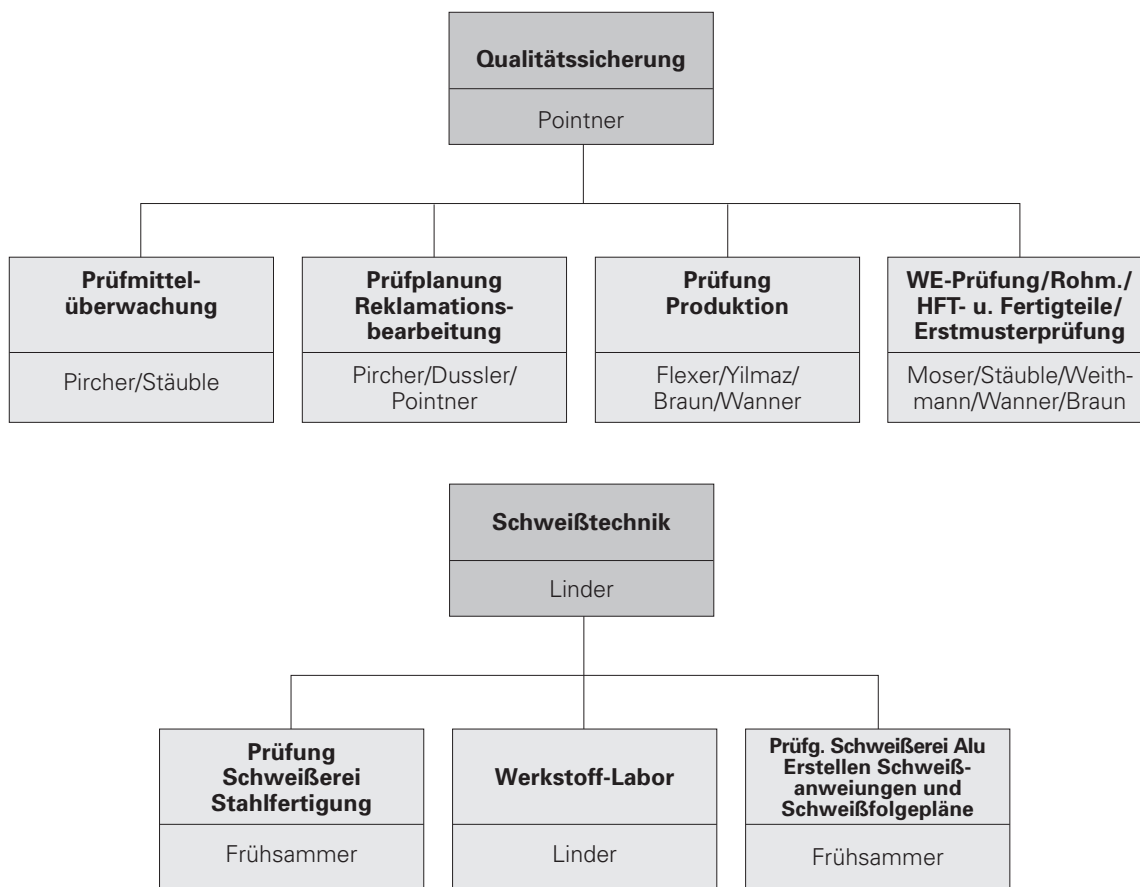 Qualitätssicherung
Pointner
Prüfmittel-
überwachung
Pircher/Stäuble
Prüfplanung
Reklamations-
bearbeitung
Pircher/Dussler/
Pointner
Prüfung
Produktion
Flexer/Yilmaz/
Braun/Wanner
WE-Prüfung/Rohm./
HFT- u. Fertigteile/
Erstmusterprüfung
Moser/Stäuble/Weith-
mann/Wanner/Braun
Schweißtechnik
Linder
Prüfung
Schweißerei
Stahlfertigung
Frühsammer
Werkstoff-Labor
Linder
Prüfg. Schweißerei Alu
Erstellen Schweiß-
anweiungen und
Schweißfolgepläne
Frühsammer